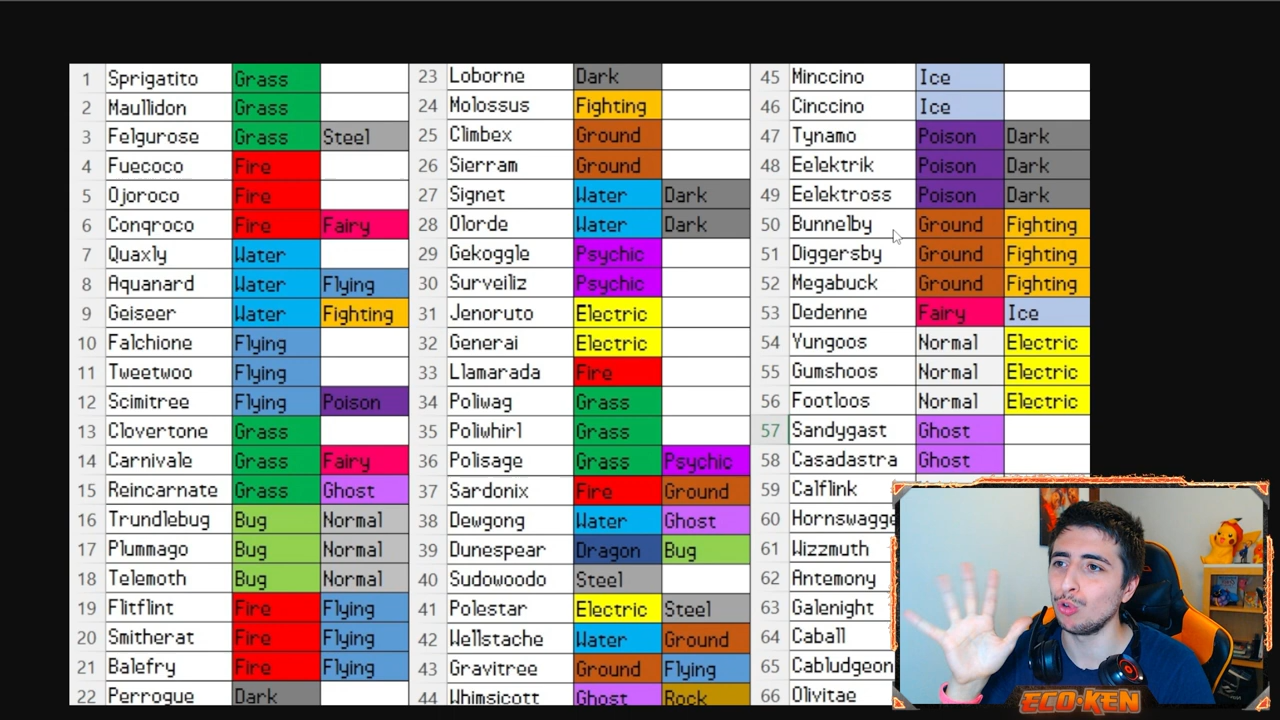 1 Sprigatito Grass
2 Maullidon Grass
3 Felgurose Grass Steel
4 Fuecoco Fire
5 Ojoroco Fire
6 Conqroco Fire Fairy
7 Quaxly Water
8 Aquanard Water Flying
9 Geiseer Water Fighting
10 Falchione Flying
11 Tweetwoo Flying
12 Scimitree Flying Poison
13 Clovertone Grass
14 Carnivale Grass Fairy
15 Reincarnate Grass Ghost
16 Trundlebug Bug Normal
17 Plummago Bug Normal
18 Telemoth Bug Normal
19 Flitflint Fire Flying
20 Smitherat Fire Flying
21 Balefry Fire Flying
22 Perrogue Dark
23 Loborne Dark
24 Molossus Fighting
25 Climbex Ground
26 Sierram Ground
27 Signet Water Dark
28 Olorde Water Dark
29 Gekoggle Psychic
30 Surveiliz Psychic
31 Jenoruto Electric
32 Generai Electric
33 Llamarada Fire
34 Poliwag Grass
35 Poliwhirl Grass
36 Polisage Grass Psychic
37 Sardonix Fire Ground
38 Dewgong Water Ghost
39 Dunespear Dragon Bug
40 Sudowoodo Steel
41 Polestar Electric Steel
42 Wellstache Water Ground
43 Gravitree Ground Flying
44 Whimsicott Ghost Rock
45 Minccino Ice
46 Cinccino Ice
47 Tynamo Poison Dark
48 Eelektrik Poison Dark
49 Eelektross Poison Dark
50 Bunnelby Ground Fighting
51 Diggersby Ground Fighting
52 Megabuck Ground Fighting
53 Dedenne Fairy Ice
54 Yungoos Normal Electric
55 Gumshoos Normal Electric
56 Footloos Normal Electric
57 Sandygast Ghost
58 Casadastra Ghost
59 Calflink
60 Hornswagge
61 Wizzmuth
62 Antemony
63 Galenight
64 Caball
65 Cabludgeon
66 Olivitae
ECO·KEN